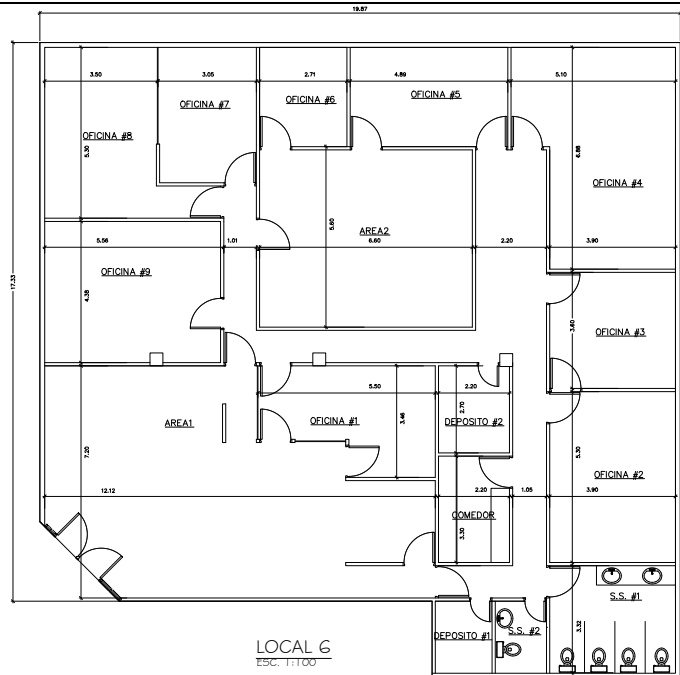 19.87
3.50
3.05
2.71
4.89
5.10
OFICINA #7
OFICINA #6
OFICINA #5
OFICINA #8
5.30
6.88
OFICINA #4
5.60
AREA2
5.56
1.01
6.60
2.20
3.90
OFICINA #9
17.33
4.38
3.60
OFICINA #3
5.50
2.20
AREA1
OFICINA #1
3.46
2.70
DEPOSITO #2
7.20
5.30
OFICINA #2
12.12
2.20
1.05
3.90
COMEDOR
3.30
S.S. #1
DEPOSITO #1
S.S. #2
3.32
LOCAL 6
ESC. 1:100